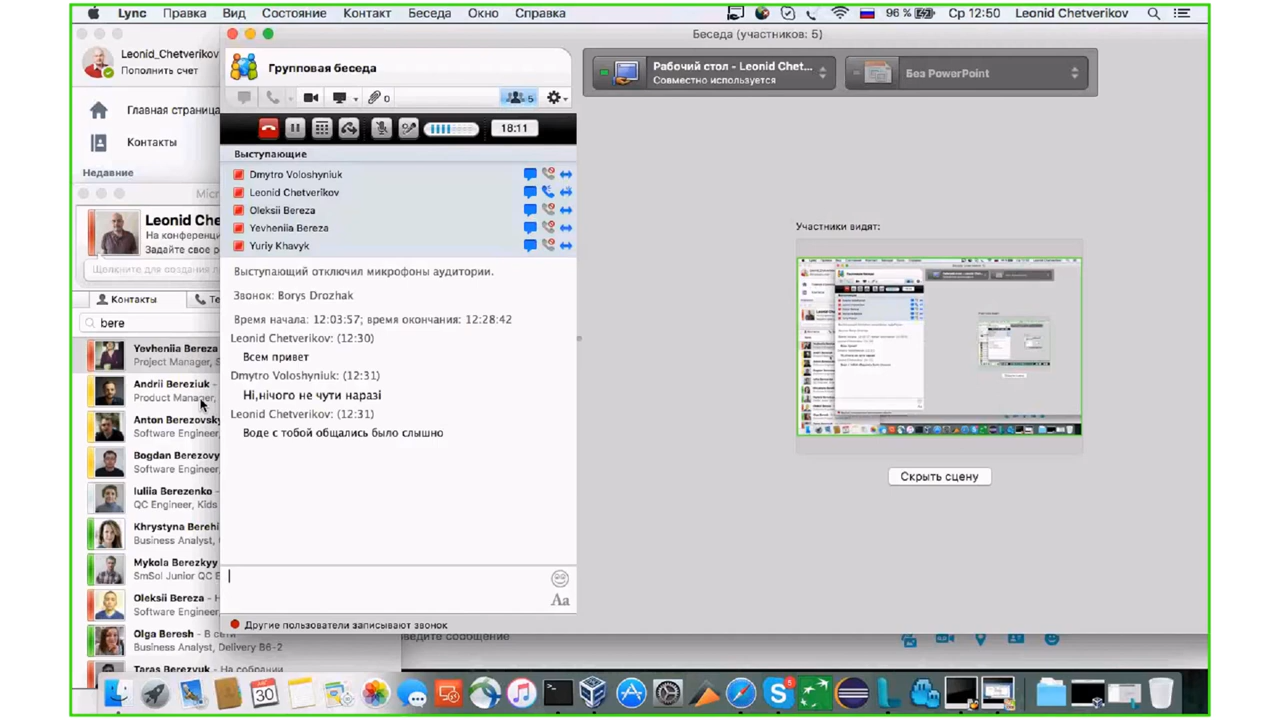 Lync Правка Вид Состояние Контакт Беседа Окно Справка 96 % Ср 12:50 Leonid Chetverikov
Leonid_Chetverikov
Пополнить счет
Главная страница
Контакты
Недавние
Leonid Che
На конференци
Задайте свое р
Контакты
bere
Yevheniia Bereza
Project Manager, S
Andrii Bereziuk
Product Manager,
Anton Berezovsky
Software Engineer,
Bogdan Berezovy
Software Engineer,
Iuliia Berezenko
QC Engineer, Kids
Khrystyna Berehi
Business Analyst,
Mykola Berezkyy
SmSol Junior QC E
Oleksii Bereza
Software Engineer,
Olga Beresh - В сети
Business Analyst, Delivery B6-2
Taras Berezyuk - На собрании
Беседа (участников: 5)
Групповая беседа
0
5
18:11
Выступающие
Dmytro Voloshyniuk
Leonid Chetverikov
Oleksii Bereza
Yevheniia Bereza
Yuriy Khavyk
Выступающий отключил микрофоны аудитории.
Звонок: Borys Drozhak
Время начала: 12:03:57; время окончания: 12:28:42
Leonid Chetverikov: (12:30)
Всем привет
Dmytro Voloshyniuk: (12:31)
Hi,нічого не чути наразі
Leonid Chetverikov: (12:31)
Воде с тобой общались было слышно
Aa
Другие пользователи записывают звонок
Рабочий стол - Leonid Chet...
Совместно используется
Без PowerPoint
Участники видят:
Скрыть сцену
ведите сообщение
30
5